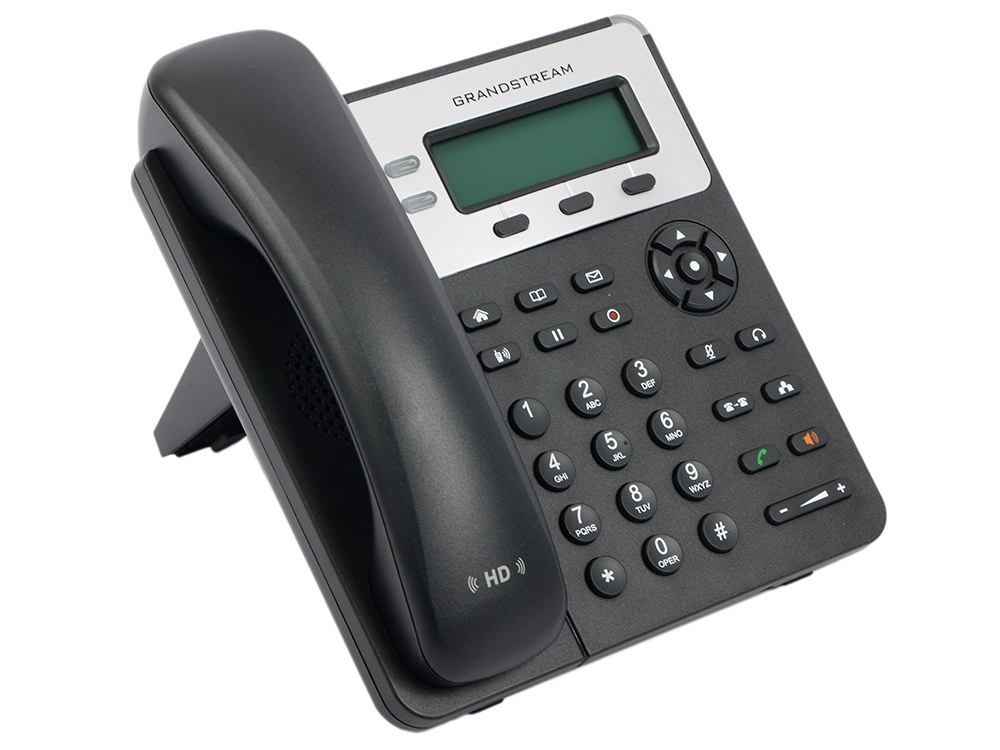 GRANDSTREAM
1
2
ABC
3
DEF
4
GHI
5
JKL
6
MNO
7
PQRS
8
TUV
9
WXYZ
*
0
OPER
#
- +
HD